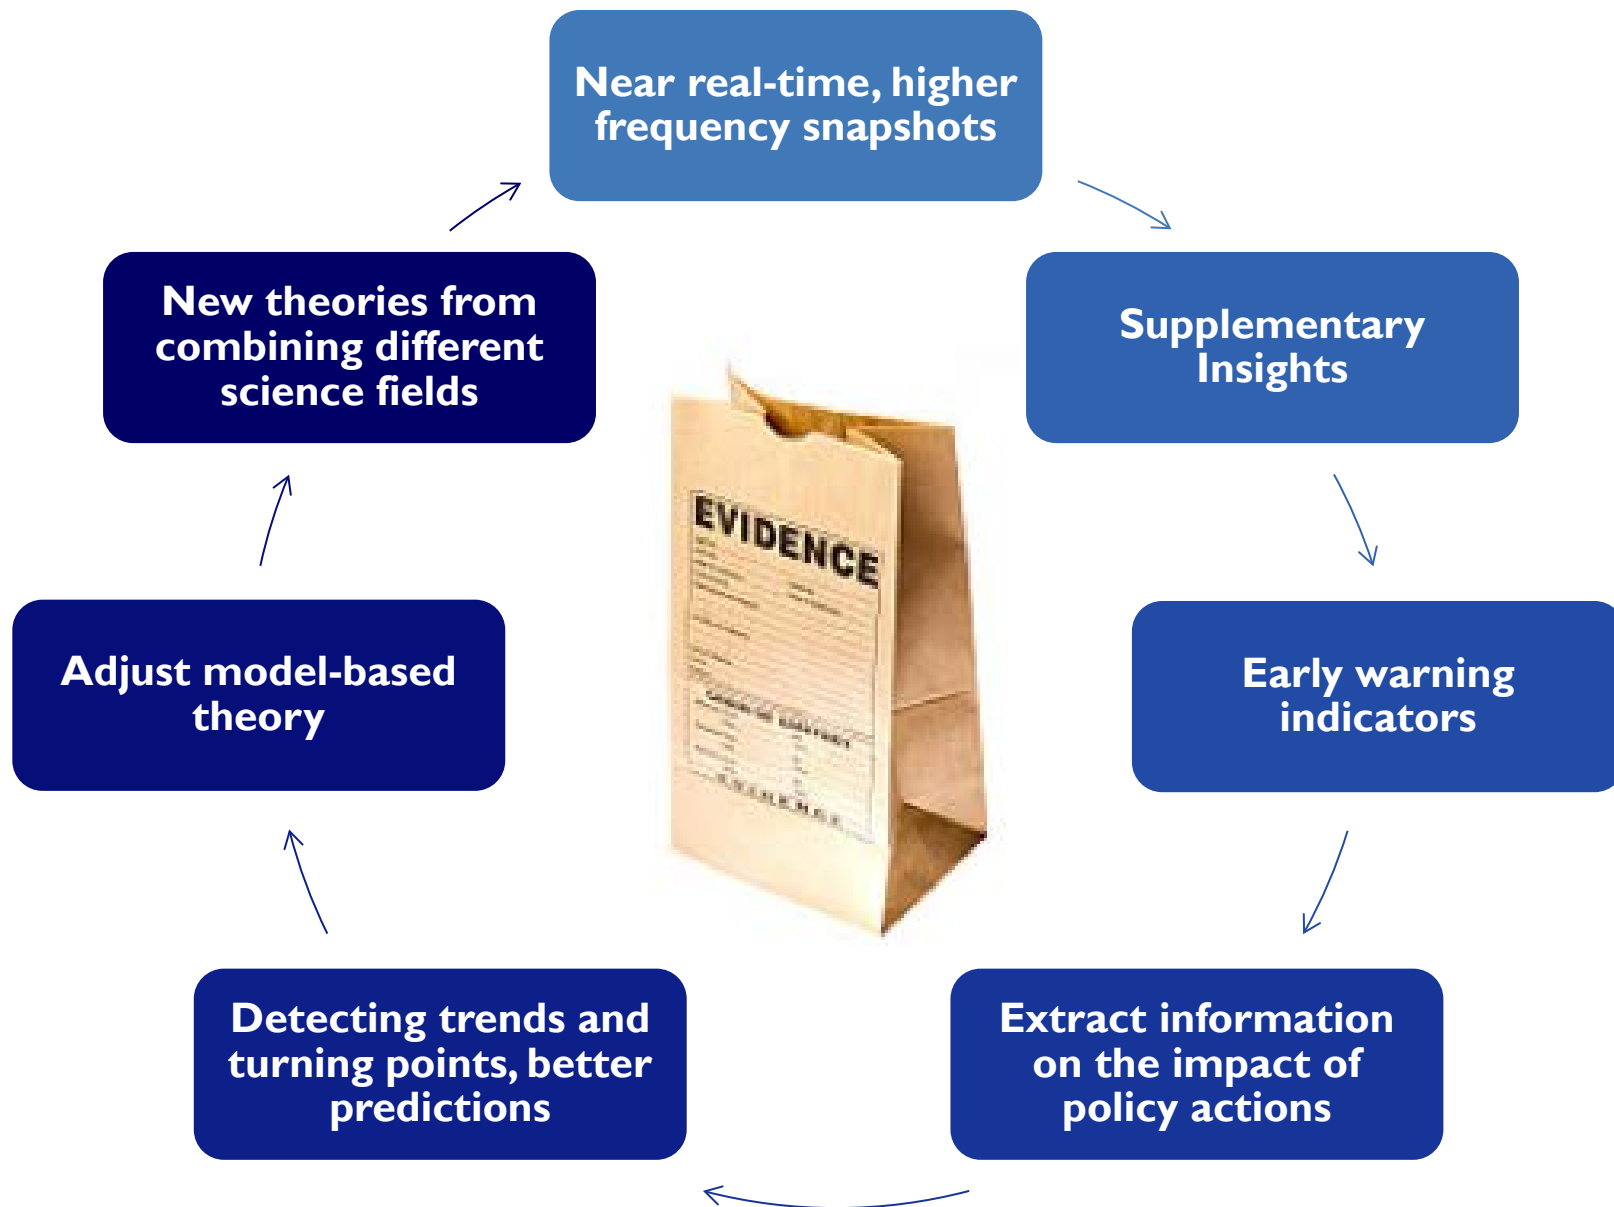 Near real-time, higher
frequency snapshots
Supplementary
Insights
Early warning
indicators
Extract information
on the impact of
policy actions
Detecting trends and
turning points, better
predictions
Adjust model-based
theory
New theories from
combining different
science fields
EVIDENCE
EVIDENCE